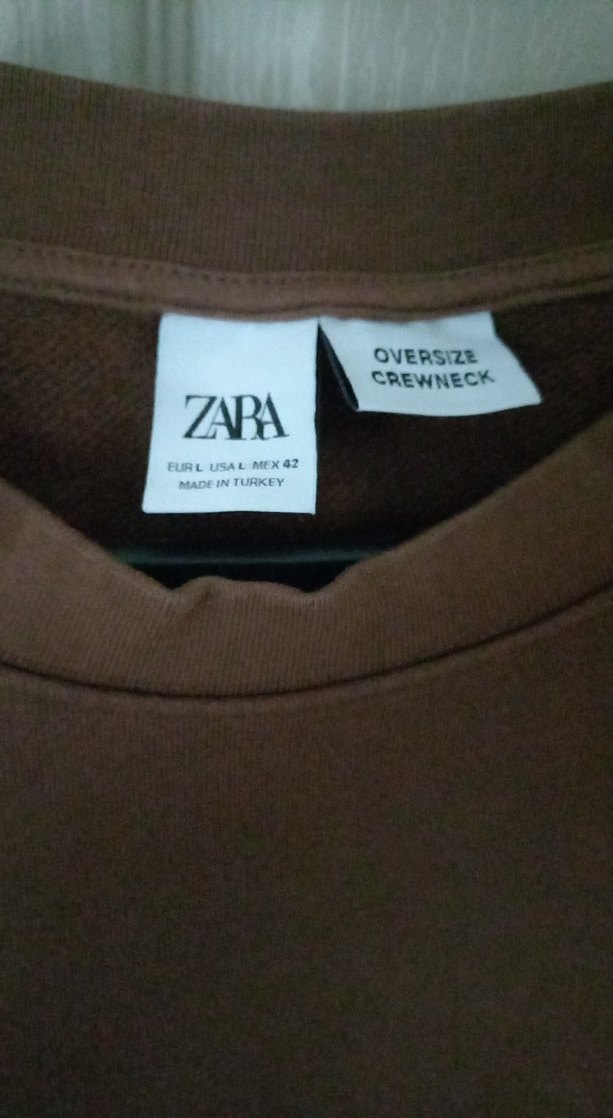 ZARA
EUR L USA L MEX 42
MADE IN TURKEY
OVERSIZE
CREWNECK